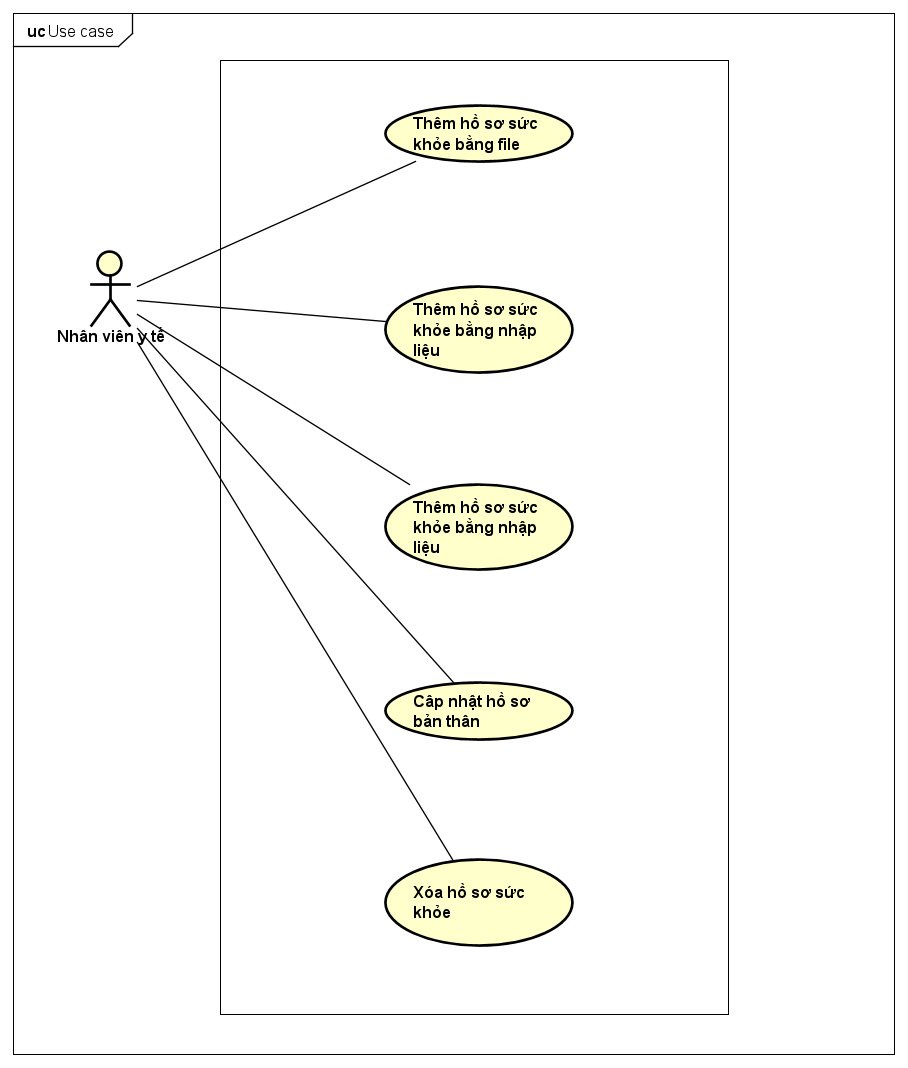 uc Use case
Thêm hồ sơ sức
khỏe bằng file
Nhân viên y tế
Thêm hồ sơ sức
khỏe bằng nhập
liệu
Thêm hồ sơ sức
khỏe bằng nhập
liệu
Câp nhật hồ sơ
bản thân
Xóa hồ sơ sức
khỏe